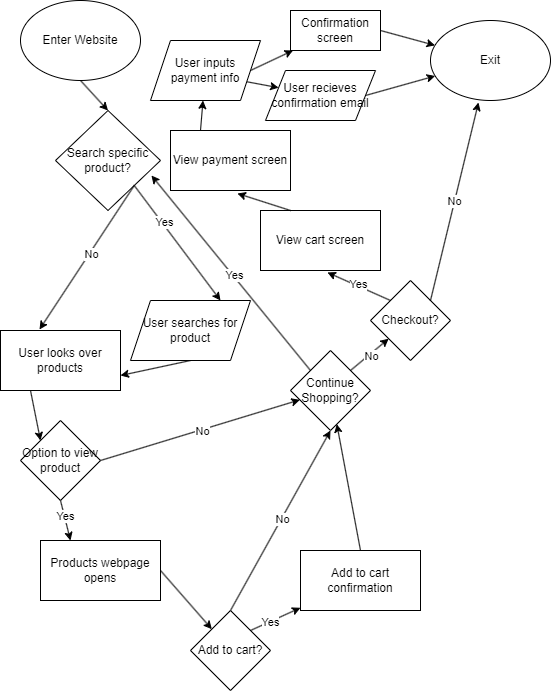 Enter Website
Confirmation
screen
Exit
User inputs
payment info
User recieves
confirmation email
Search specific
product?
View payment screen
No
Yes
View cart screen
Yes
Yes
No
User searches for
product
Checkout?
User looks over
products
No
Continue
Shopping?
No
Option to view
product
Yes
No
Products webpage
opens
Add to cart
confirmation
Yes
Add to cart?